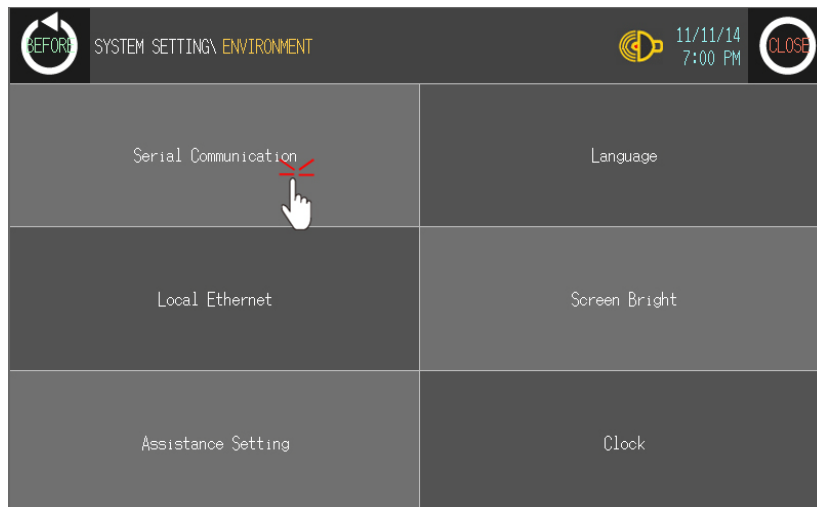 BEFORE
SYSTEM SETTING\ ENVIRONMENT
11/11/14
7:00 PM
CLOSE
Serial Communication
Language
Local Ethernet
Screen Bright
Assistance Setting
Clock